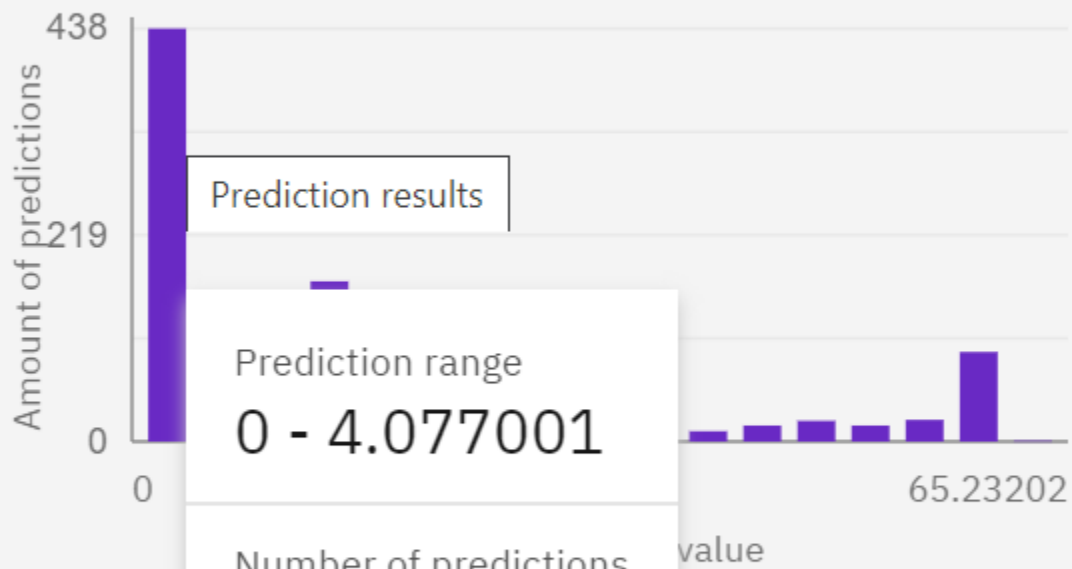 438
Amount of predictions
Prediction results
219
Prediction range
0 - 4.077001
0
0
65.23202
Number of predictions
value